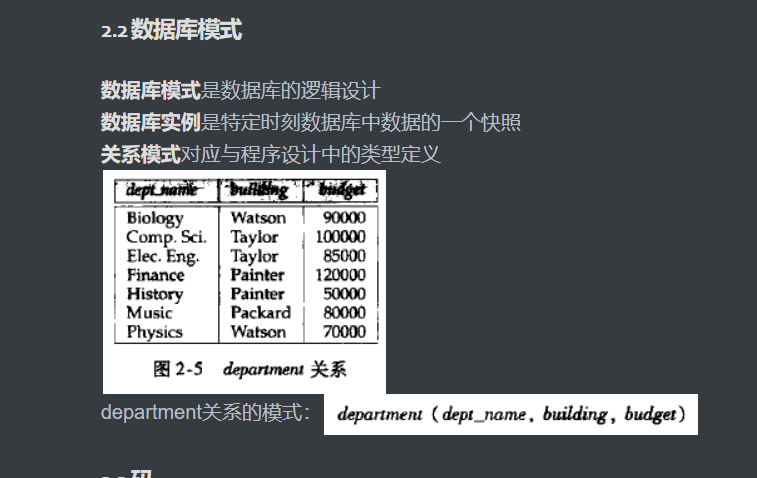 2.2 数据库模式
数据库模式是数据库的逻辑设计
数据库实例是特定时刻数据库中数据的一个快照
关系模式对应与程序设计中的类型定义
dept_name building budget
Biology Watson 90000
Comp. Sci. Taylor 100000
Elec. Eng. Taylor 85000
Finance Painter 120000
History Painter 50000
Music Packard 80000
Physics Watson 70000
图 2-5 department 关系
department关系的模式： department ( dept_name, building, budget )